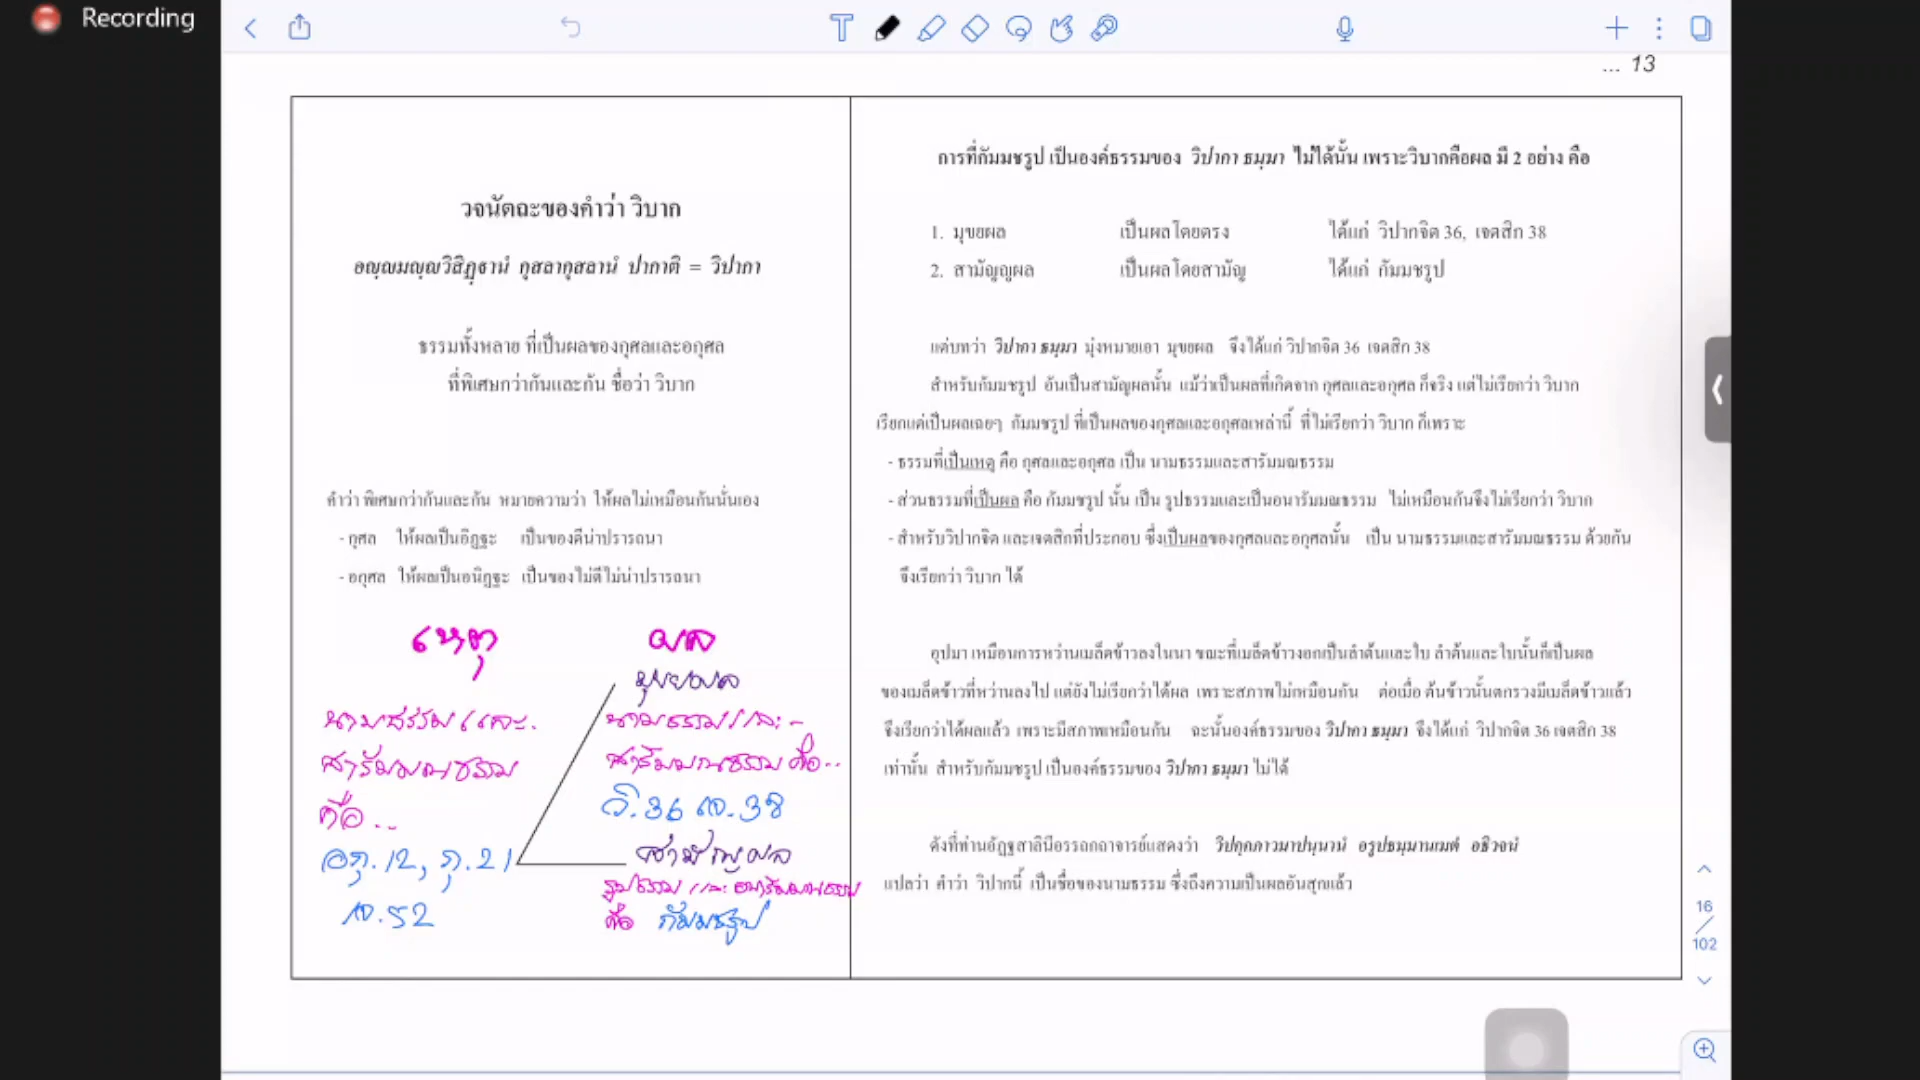 Recording
... 13
วจนัตถะของคำว่า วิบาก
อญฺญมญฺญวิสิฏฺฐานํ กุสลากุสลานํ ปากาติ = วิปากา
ธรรมทั้งหลาย ที่เป็นผลของกุศลและอกุศล
ที่พิเศษกว่ากันและกัน ชื่อว่า วิบาก
คำว่า พิเศษกว่ากันและกัน หมายความว่า ให้ผลไม่เหมือนกันนั่นเอง
- กุศล ให้ผลเป็นอิฏฐะ เป็นของดีน่าปรารถนา
- อกุศล ให้ผลเป็นอนิฏฐะ เป็นของไม่ดีไม่น่าปรารถนา
เหตุ
นามธรรมและ
สารัมมณธรรม
คือ..
อกุ.12, กุ.21
เจ.52
ผล
มุขยผล
นามธรรมและ-
สารัมมณธรรม คือ..
วิ.36 เจ.38
สามัญญผล
รูปธรรม และ อนารัมมณธรรม
คือ กัมมชรูป
การที่กัมมชรูป เป็นองค์ธรรมของ วิปากา ธมฺมา ไม่ได้นั้น เพราะวิบากคือผล มี 2 อย่าง คือ
1. มุขยผล เป็นผลโดยตรง ได้แก่ วิปากจิต 36, เจตสิก 38
2. สามัญญผล เป็นผลโดยสามัญ ได้แก่ กัมมชรูป
แต่บทว่า วิปากา ธมฺมา มุ่งหมายเอา มุขยผล จึงได้แก่ วิปากจิต 36 เจตสิก 38
สำหรับกัมมชรูป อันเป็นสามัญผลนั้น แม้ว่าเป็นผลที่เกิดจาก กุศลและอกุศล ก็จริง แต่ไม่เรียกว่า วิบาก
เรียกแต่เป็นผลเฉยๆ กัมมชรูป ที่เป็นผลของกุศลและอกุศลเหล่านี้ ที่ไม่เรียกว่า วิบาก ก็เพราะ
- ธรรมที่เป็นเหตุ คือ กุศลและอกุศล เป็น นามธรรมและสารัมมณธรรม
- ส่วนธรรมที่เป็นผล คือ กัมมชรูป นั้น เป็น รูปธรรมและเป็นอนารัมมณธรรม ไม่เหมือนกันจึงไม่เรียกว่า วิบาก
- สำหรับวิปากจิต และเจตสิกที่ประกอบ ซึ่งเป็นผลของกุศลและอกุศลนั้น เป็น นามธรรมและสารัมมณธรรม ด้วยกัน
จึงเรียกว่า วิบาก ได้
อุปมา เหมือนการหว่านเมล็ดข้าวลงในนา ขณะที่เมล็ดข้าวงอกเป็นลำต้นและใบ ลำต้นและใบนั้นก็เป็นผล
ของเมล็ดข้าวที่หว่านลงไป แต่ยังไม่เรียกว่าได้ผล เพราะสภาพไม่เหมือนกัน ต่อเมื่อ ต้นข้าวนั้นตกรวงมีเมล็ดข้าวแล้ว
จึงเรียกว่าได้ผลแล้ว เพราะมีสภาพเหมือนกัน ฉะนั้นองค์ธรรมของ วิปากา ธมฺมา จึงได้แก่ วิปากจิต 36 เจตสิก 38
เท่านั้น สำหรับกัมมชรูป เป็นองค์ธรรมของ วิปากา ธมฺมา ไม่ได้
ดังที่ท่านอัฏฐสาลินีอรรถกถาจารย์แสดงว่า วิปกฺกภาวมาปนฺนานํ อรูปธมฺมานเมตํ อธิวจนํ
แปลว่า คำว่า วิปากนี้ เป็นชื่อของนามธรรม ซึ่งถึงความเป็นผลอันสุกแล้ว
16
102